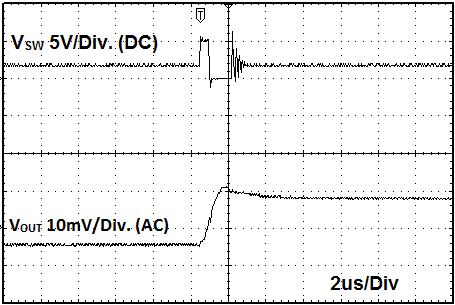 T
VSW 5V/Div. (DC)
VOUT 10mV/Div. (AC)
2us/Div